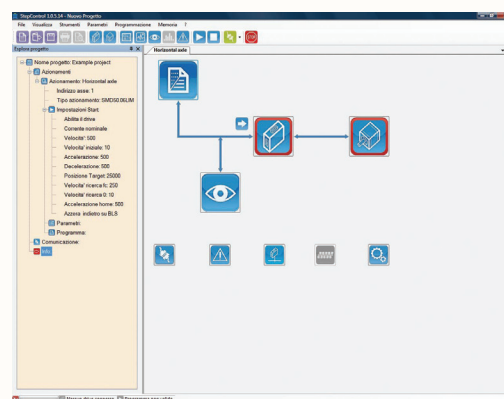 StepControl 1.0.5.14 - Nuovo Progetto
File Visualizza Strumenti Parametri Programmazione Memoria ?
Esplora progetto
Horizontal axle
Nome progetto: Example project
Azionamenti
Azionamento: Horizontal axle
Indirizzo asse: 1
Tipo azionamento: SMD50.06LIM
Impostazioni Start
Abilita il drive
Corrente nominale
Velocita': 500
Velocita' iniziale: 10
Accelerazione: 500
Decelerazione: 500
Posizione Target: 25000
Velocita' ricerca fc: 250
Velocita' ricerca 0: 10
Accelerazione home: 500
Azzera indietro su BLS
Parametri:
Programma:
Comunicazione:
Info